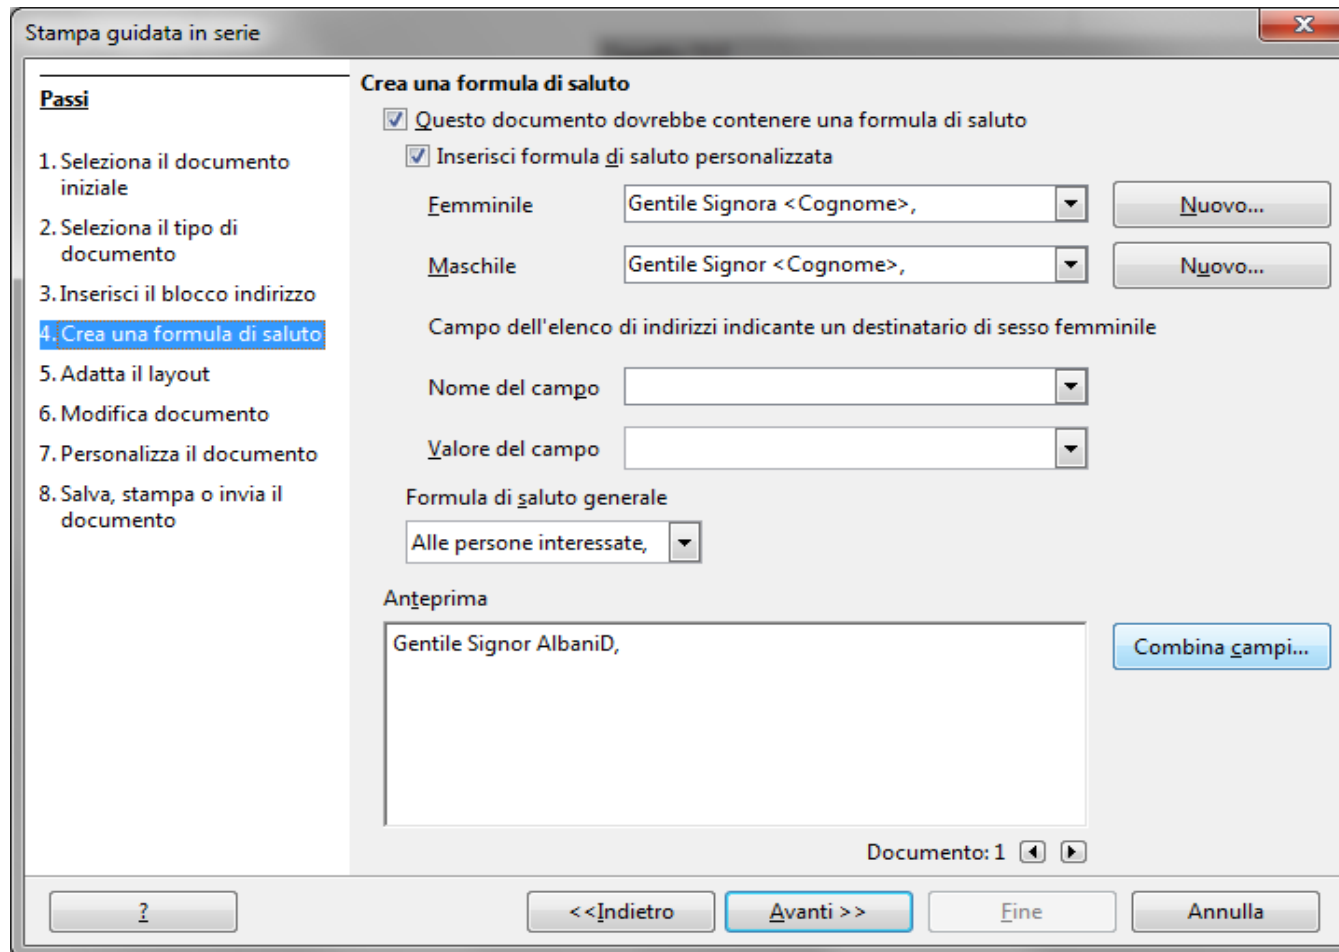 Stampa guidata in serie
Passi
1. Seleziona il documento
iniziale
2. Seleziona il tipo di
documento
3. Inserisci il blocco indirizzo
4. Crea una formula di saluto
5. Adatta il layout
6. Modifica documento
7. Personalizza il documento
8. Salva, stampa o invia il
documento
Crea una formula di saluto
Questo documento dovrebbe contenere una formula di saluto
Inserisci formula di saluto personalizzata
Femminile
Gentile Signora <Cognome>,
Nuovo...
Maschile
Gentile Signor <Cognome>,
Nuovo...
Campo dell'elenco di indirizzi indicante un destinatario di sesso femminile
Nome del campo
Valore del campo
Formula di saluto generale
Alle persone interessate,
Anteprima
Gentile Signor AlbaniD,
Combina campi...
Documento: 1
?
<<Indietro
Avanti >>
Fine
Annulla